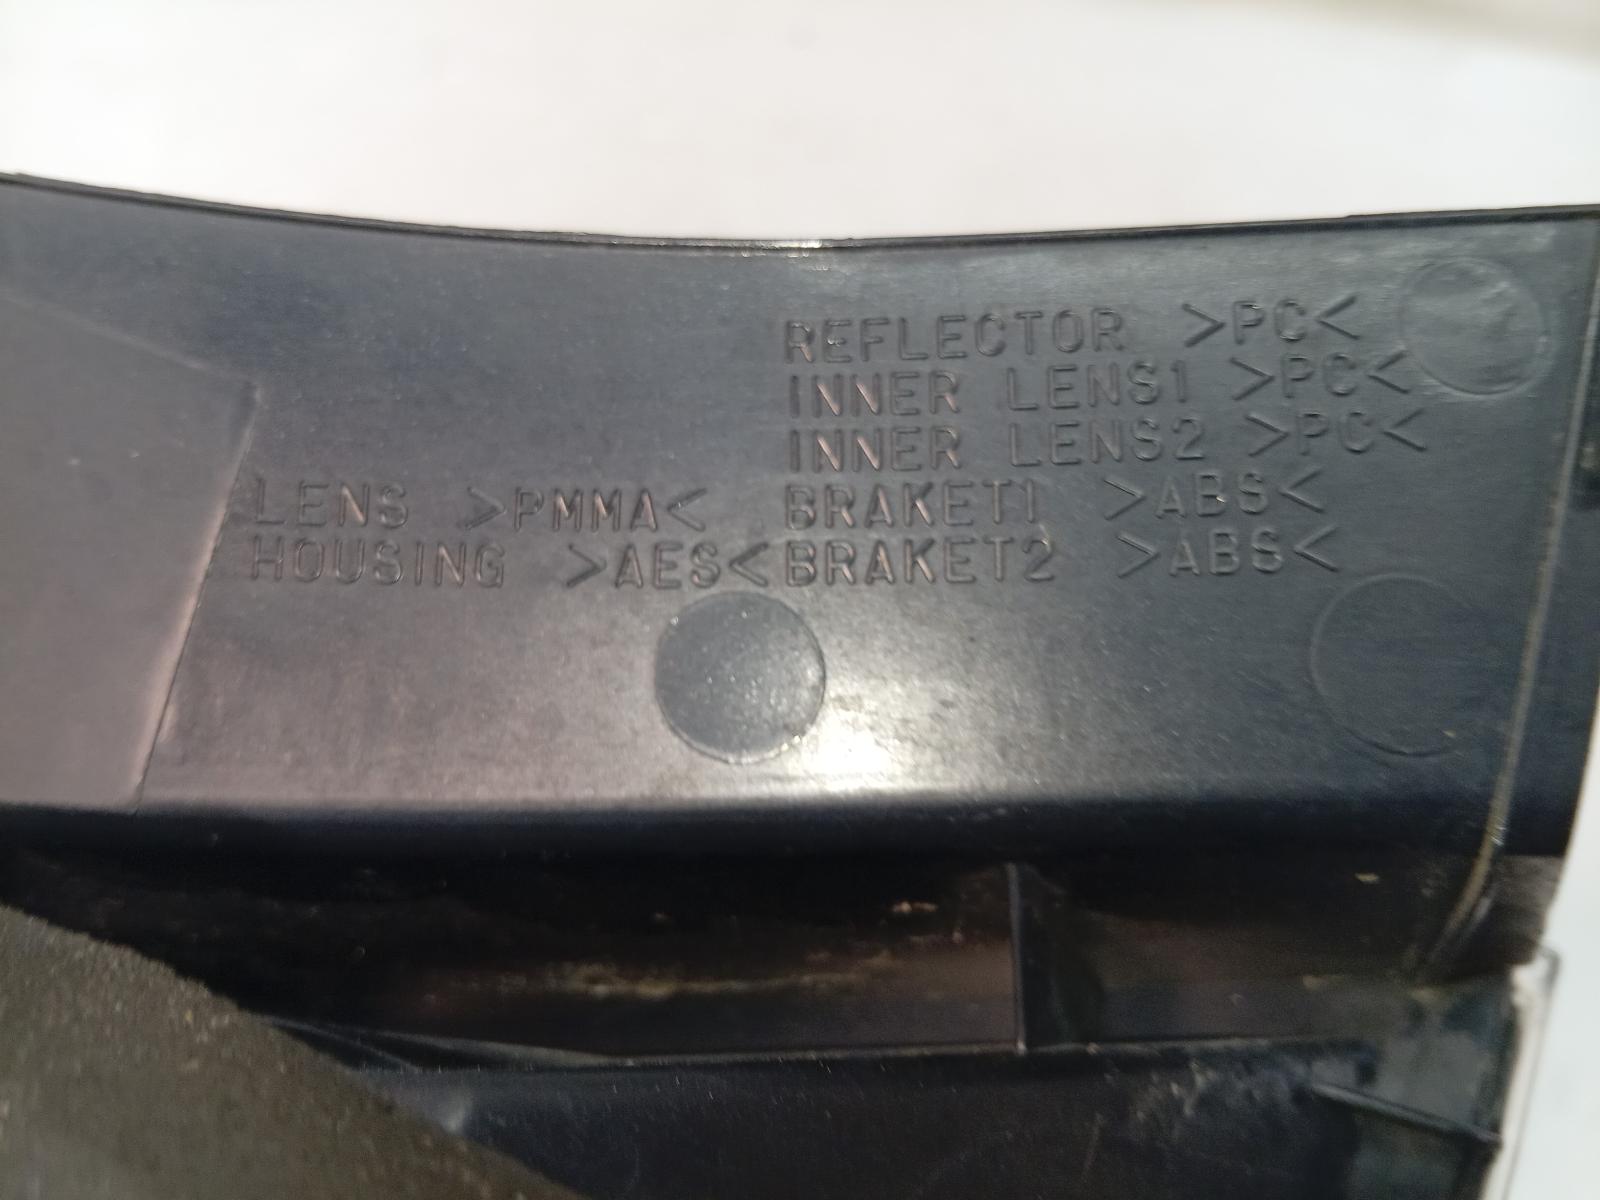 REFLECTOR >PC<
INNER LENS1 >PC<
INNER LENS2 >PC<
LENS >PMMA< BRAKET1 >ABS<
HOUSING >AES< BRAKET2 >ABS<